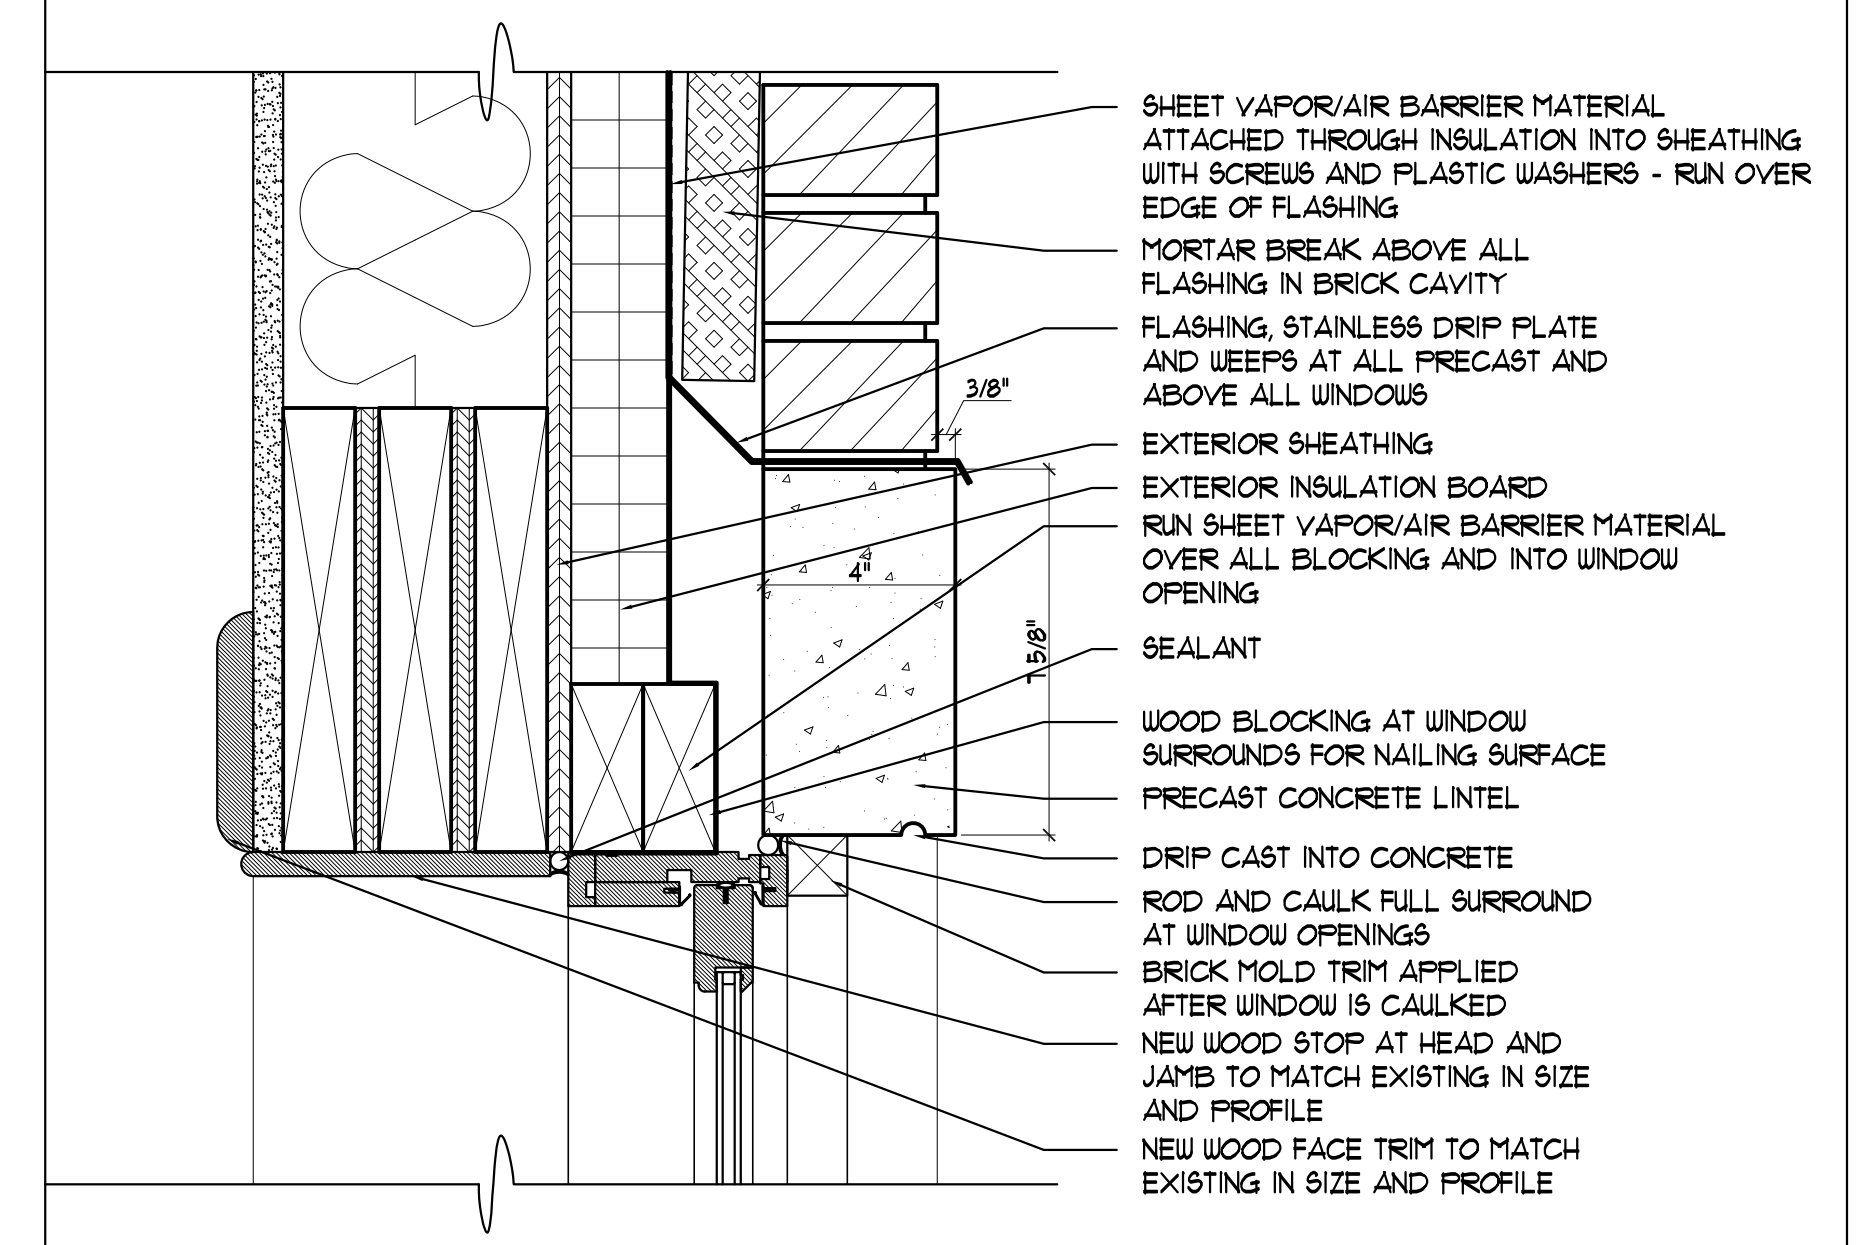 SHEET VAPOR/AIR BARRIER MATERIAL
ATTACHED THROUGH INSULATION INTO SHEATHING
WITH SCREWS AND PLASTIC WASHERS - RUN OVER
EDGE OF FLASHING
MORTAR BREAK ABOVE ALL
FLASHING IN BRICK CAVITY
FLASHING, STAINLESS DRIP PLATE
AND WEEPS AT ALL PRECAST AND
ABOVE ALL WINDOWS
3/8"
EXTERIOR SHEATHING
EXTERIOR INSULATION BOARD
RUN SHEET VAPOR/AIR BARRIER MATERIAL
OVER ALL BLOCKING AND INTO WINDOW
OPENING
4"
7 5/8"
SEALANT
WOOD BLOCKING AT WINDOW
SURROUNDS FOR NAILING SURFACE
PRECAST CONCRETE LINTEL
DRIP CAST INTO CONCRETE
ROD AND CAULK FULL SURROUND
AT WINDOW OPENINGS
BRICK MOLD TRIM APPLIED
AFTER WINDOW IS CAULKED
NEW WOOD STOP AT HEAD AND
JAMB TO MATCH EXISTING IN SIZE
AND PROFILE
NEW WOOD FACE TRIM TO MATCH
EXISTING IN SIZE AND PROFILE